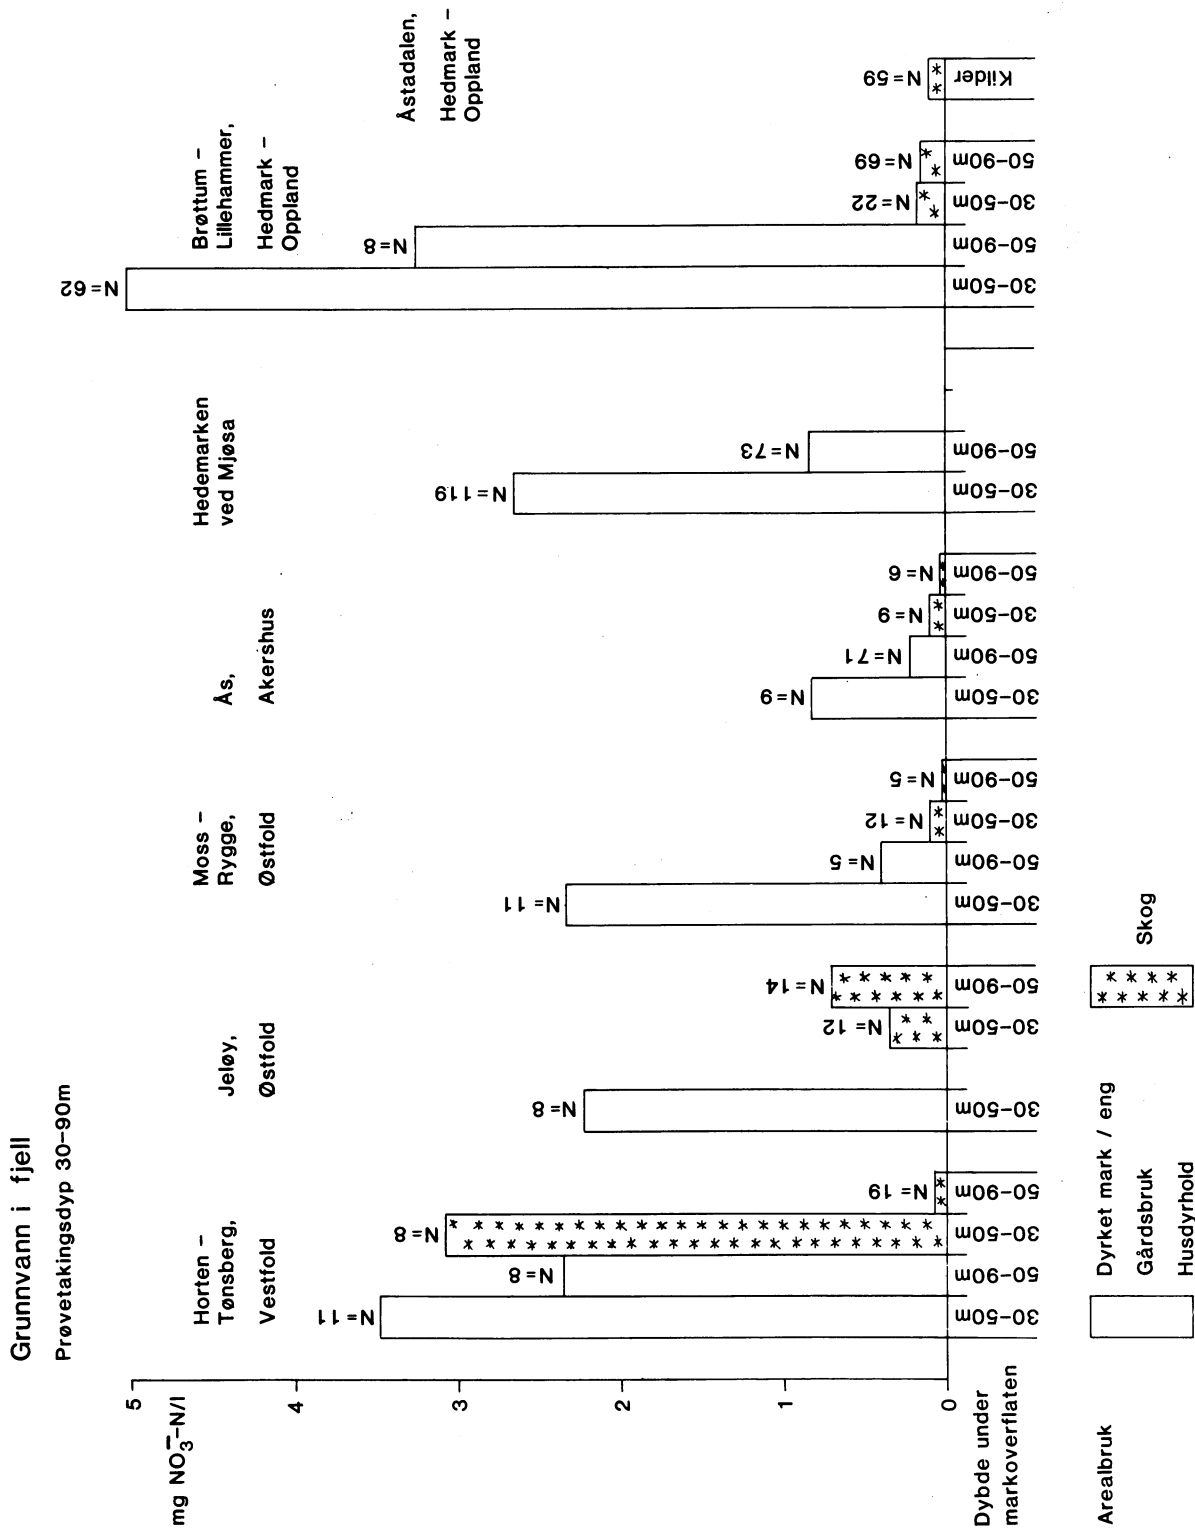 Grunnvann i fjell
Prøvetakingsdyp 30-90m
mg NO₃⁻-N/l
5
4
3
2
1
0
Horten -
Tønsberg,
Vestfold
N=11
N=8
N=8
N=19
Jeløy,
Østfold
N=8
N=12
N=14
Moss -
Rygge,
Østfold
N=11
N=5
N=12
N=5
Ås,
Akershus
N=9
N=71
N=9
N=6
Hedemarken
ved Mjøsa
N=119
N=73
Brøttum -
Lillehammer,
Hedmark -
Oppland
N=62
N=8
N=22
N=69
Åstadalen,
Hedmark -
Oppland
N=59
Dybde under
markoverflaten
30-50m
50-90m
30-50m
50-90m
30-50m
30-50m
50-90m
30-50m
50-90m
30-50m
50-90m
30-50m
50-90m
30-50m
50-90m
30-50m
50-90m
30-50m
50-90m
30-50m
50-90m
Kilder
Arealbruk
Dyrket mark / eng
Gårdsbruk
Husdyrhold
Skog